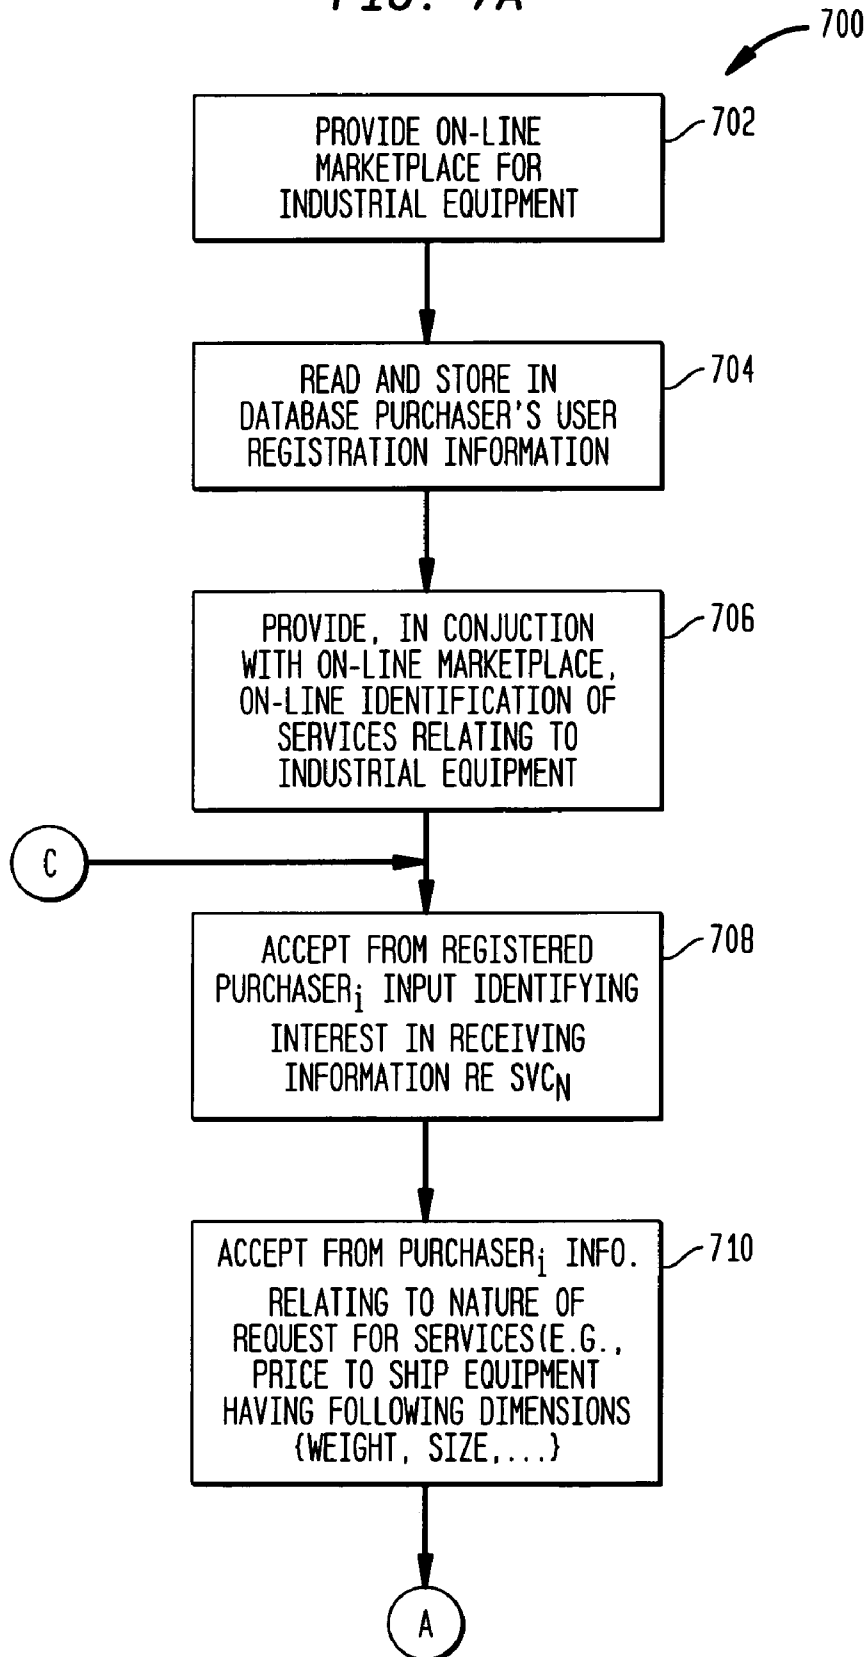 FIG. 7A
700
PROVIDE ON-LINE
MARKETPLACE FOR
INDUSTRIAL EQUIPMENT
702
READ AND STORE IN
DATABASE PURCHASER'S USER
REGISTRATION INFORMATION
704
PROVIDE, IN CONJUCTION
WITH ON-LINE MARKETPLACE,
ON-LINE IDENTIFICATION OF
SERVICES RELATING TO
INDUSTRIAL EQUIPMENT
706
C
ACCEPT FROM REGISTERED
PURCHASERi INPUT IDENTIFYING
INTEREST IN RECEIVING
INFORMATION RE SVCN
708
ACCEPT FROM PURCHASERi INFO.
RELATING TO NATURE OF
REQUEST FOR SERVICES(E.G.,
PRICE TO SHIP EQUIPMENT
HAVING FOLLOWING DIMENSIONS
{WEIGHT, SIZE,...}
710
A